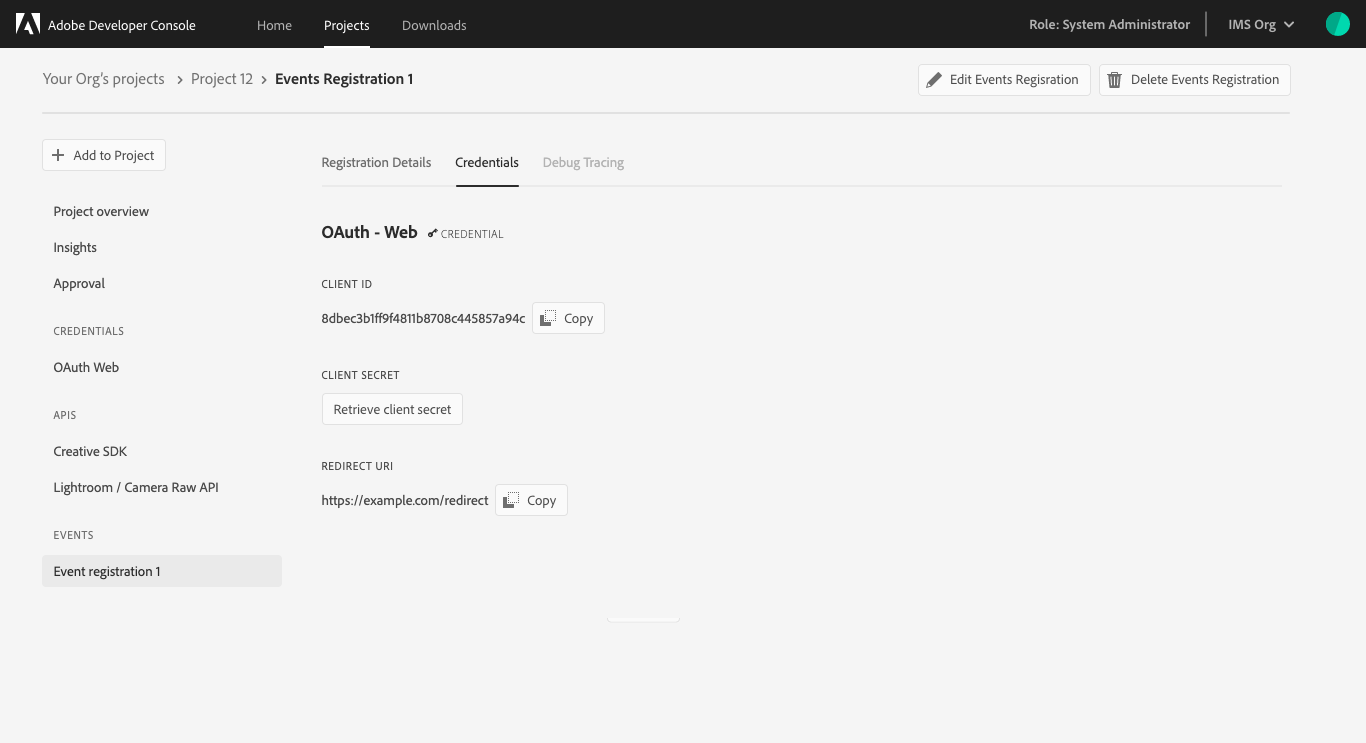 Adobe Developer Console Home Projects Downloads Role: System Administrator IMS Org
Your Org's projects > Project 12 > Events Registration 1 Edit Events Regisration Delete Events Registration
Add to Project
Registration Details Credentials Debug Tracing
Project overview
Insights
Approval
CREDENTIALS
OAuth Web
APIS
Creative SDK
Lightroom / Camera Raw API
EVENTS
Event registration 1
OAuth - Web CREDENTIAL
CLIENT ID
8dbec3b1ff9f4811b8708c445857a94c Copy
CLIENT SECRET
Retrieve client secret
REDIRECT URI
https://example.com/redirect Copy